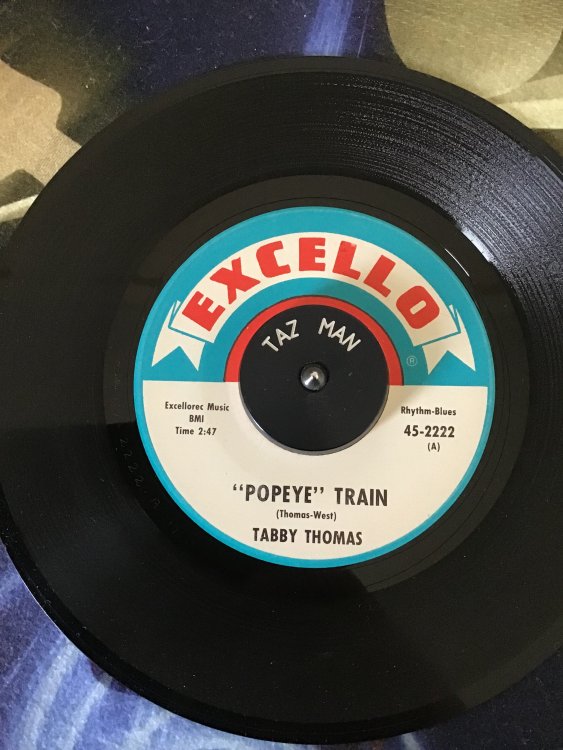 EXCELLO
TAZ MAN
®
Excellorec Music
BMI
Time 2:47
Rhythm-Blues
45-2222
(A)
"POPEYE" TRAIN
(Thomas-West)
TABBY THOMAS